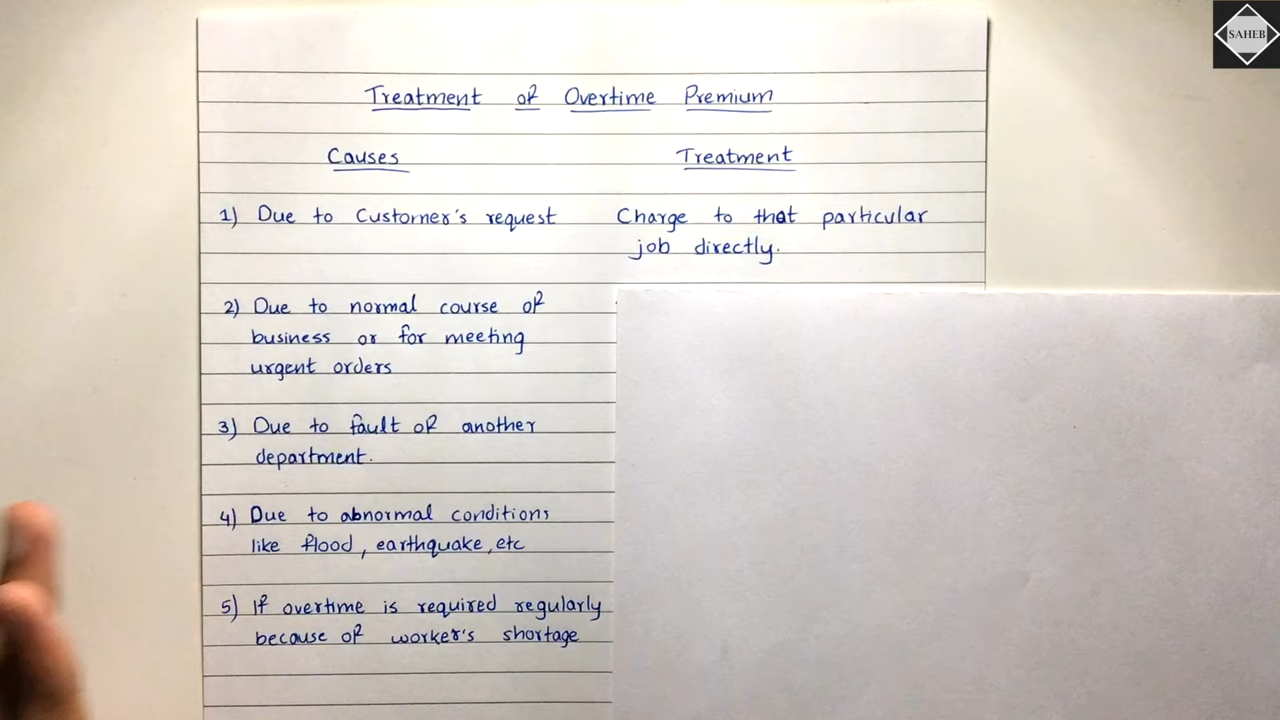 SAHEB
Treatment of Overtime Premium
Causes Treatment
1) Due to Customer's request Charge to that particular
job directly.
2) Due to normal course of
business or for meeting
urgent orders
3) Due to fault of another
department.
4) Due to abnormal conditions
like flood, earthquake, etc
5) If overtime is required regularly
because of worker's shortage